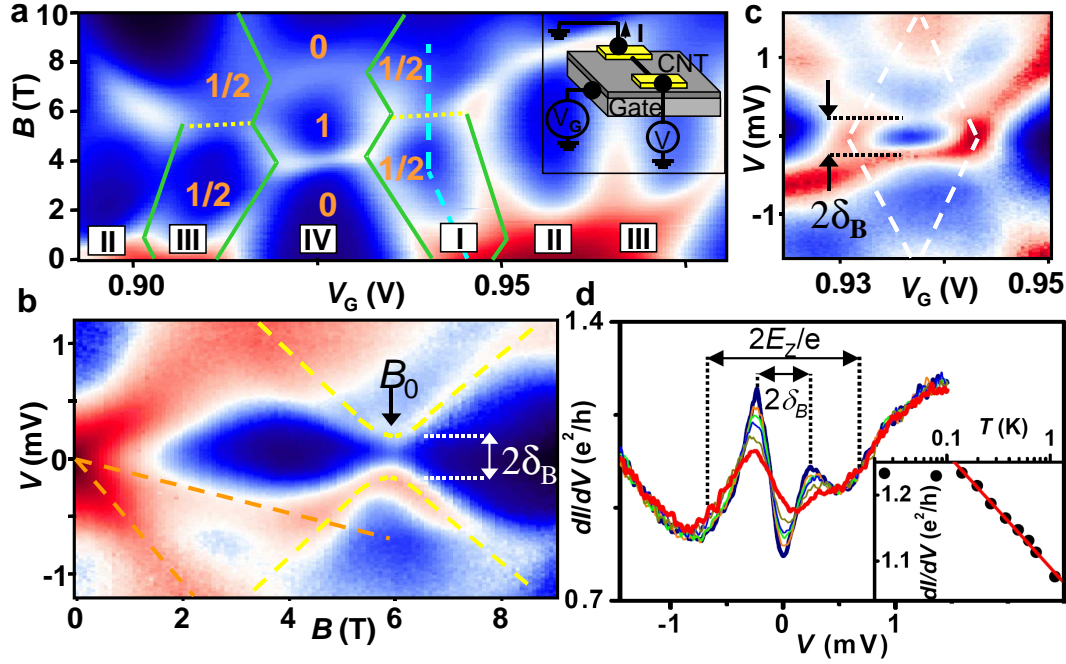 a
B (T)
10
8
6
4
2
0
0
1/2
1/2
1
1/2
1/2
0
II
III
IV
I
II
III
0.90
V_G (V)
0.95
I
CNT
Gate
V_G
V
c
V (mV)
1
-1
2δ_B
0.93
V_G (V)
0.95
b
V (mV)
1
0
-1
B_0
2δ_B
0
2
4
6
8
B (T)
d
dI/dV (e²/h)
1.4
0.7
2E_Z/e
2δ_B
-1
0
1
V (mV)
T (K)
0.1
1
dI/dV (e²/h)
1.2
1.1